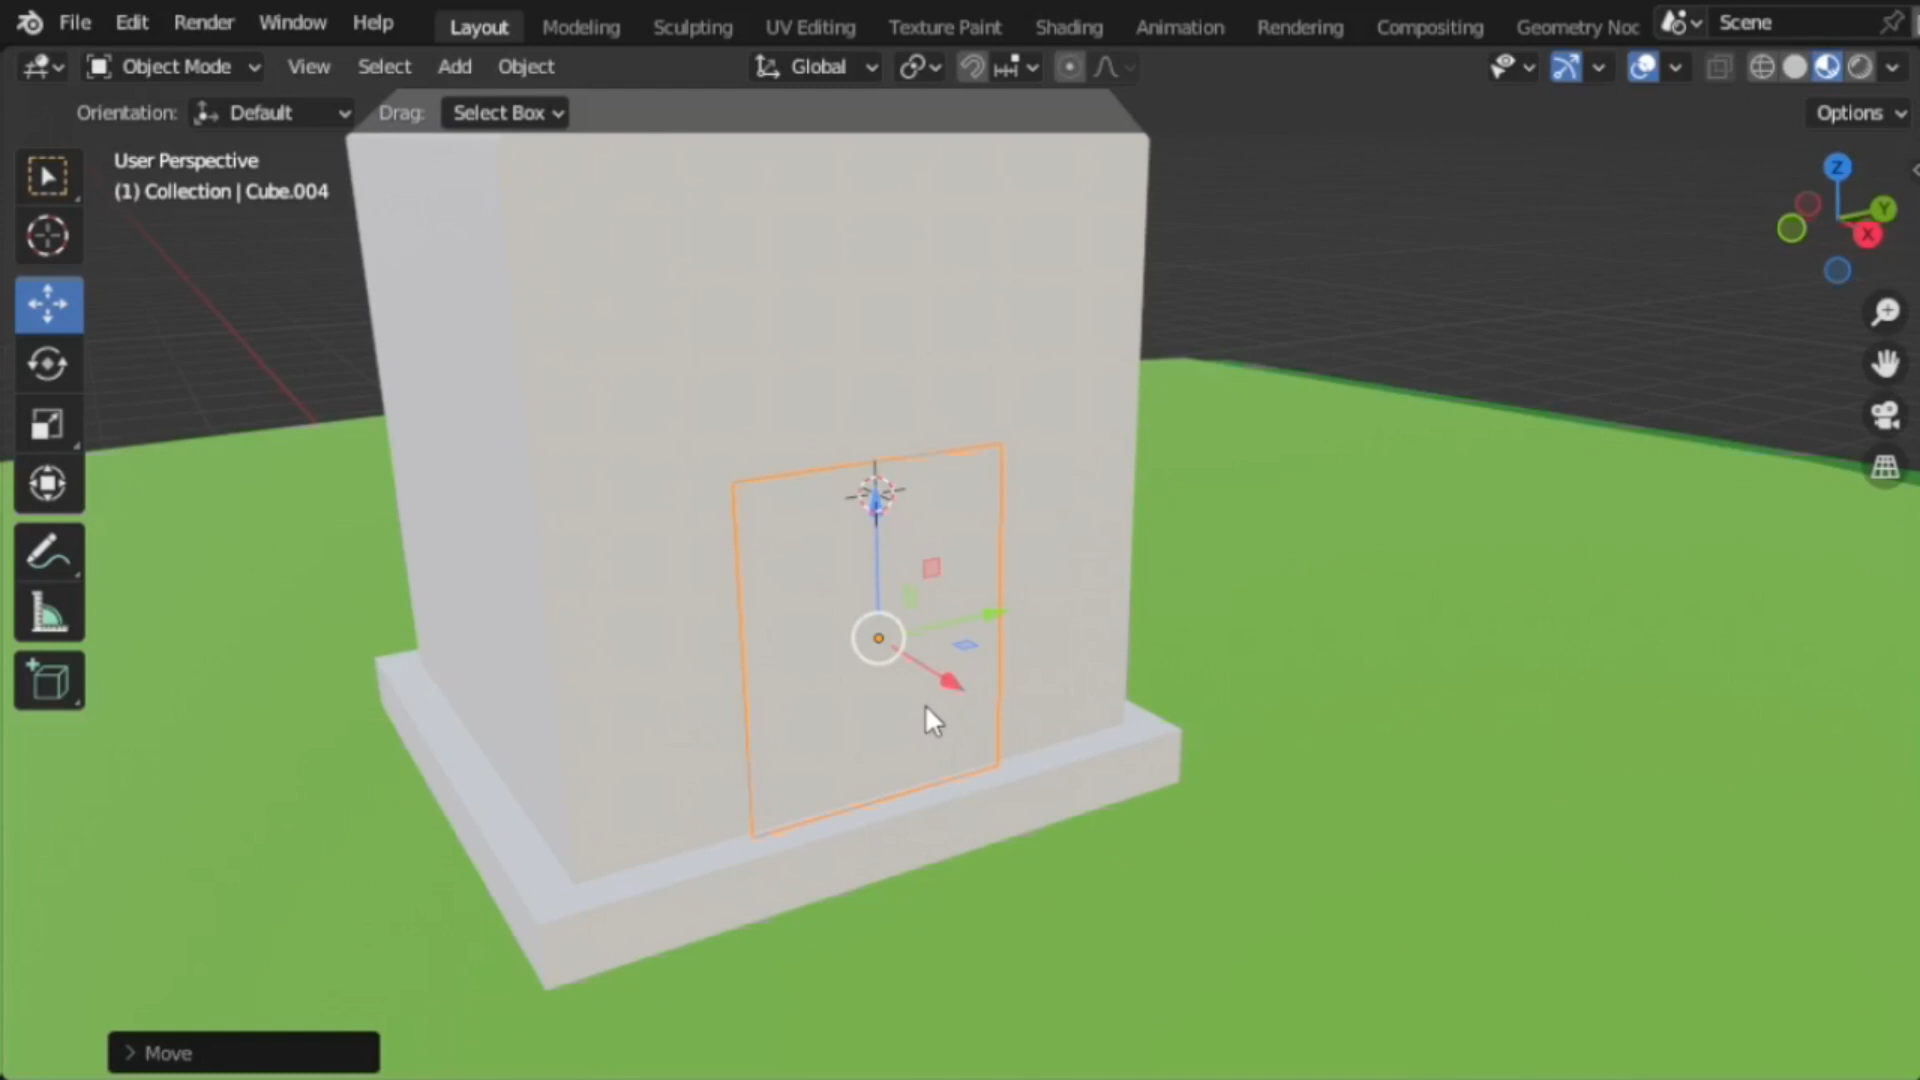 File Edit Render Window Help Layout Modeling Sculpting UV Editing Texture Paint Shading Animation Rendering Compositing Geometry Noc Scene
Object Mode View Select Add Object Global
Orientation: Default Drag: Select Box Options
User Perspective
(1) Collection | Cube.004
Z
Y
X
Move